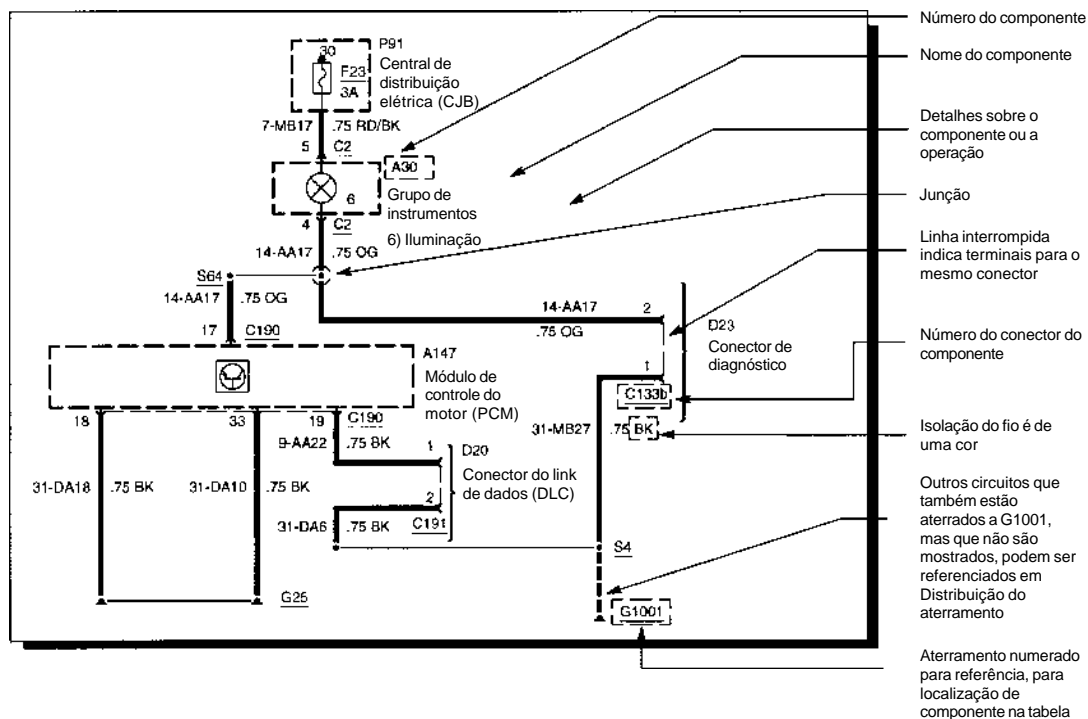 Número do componente
Nome do componente
Detalhes sobre o
componente ou a
operação
Junção
Linha interrompida
indica terminais para o
mesmo conector
Número do conector do
componente
Isolação do fio é de
uma cor
Outros circuitos que
também estão
aterrados a G1001,
mas que não são
mostrados, podem ser
referenciados em
Distribuição do
aterramento
Aterramento numerado
para referência, para
localização de
componente na tabela
30
P91
F23
3A
Central de
distribuição
elétrica (CJB)
7-MB17 .75 RD/BK
5 C2
A30
6
Grupo de
instrumentos
4 C2
6) Iluminação
14-AA17 .75 OG
S64
14-AA17 .75 OG
17 C190
14-AA17 2
.75 OG
D23
Conector de
diagnóstico
1
C133b
31-MB27 .75 BK
A147
Módulo de
controle do
motor (PCM)
18 33 19 C190
9-AA22 .75 BK
1 D20
Conector do link
de dados (DLC)
2
31-DA18 .75 BK
31-DA10 .75 BK
31-DA6 .75 BK
C191
S4
G25
G1001